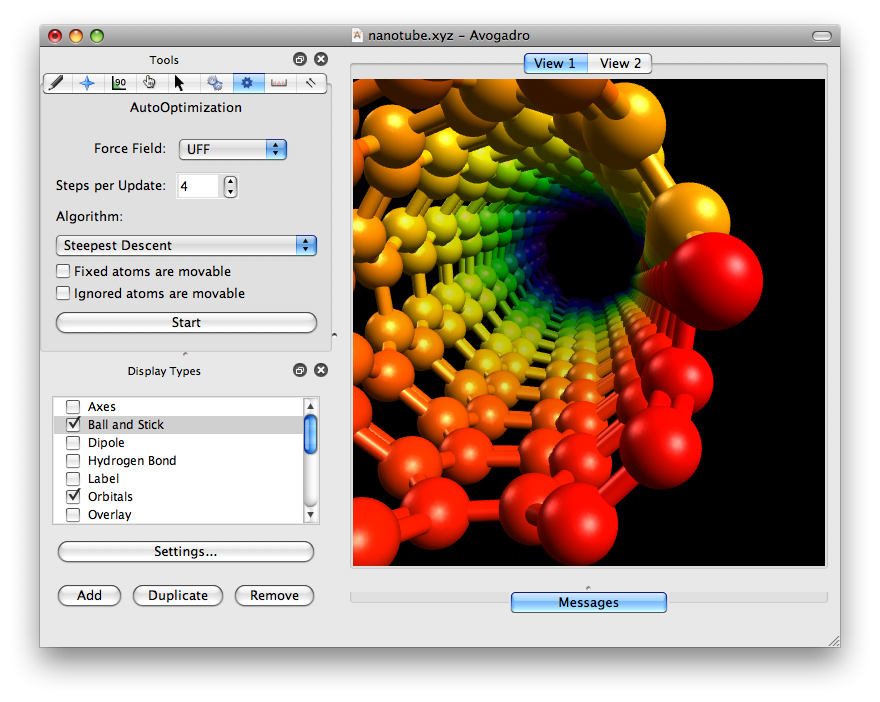 nanotube.xyz - Avogadro
Tools
90
AutoOptimization
Force Field: UFF
Steps per Update: 4
Algorithm:
Steepest Descent
Fixed atoms are movable
Ignored atoms are movable
Start
Display Types
Axes
Ball and Stick
Dipole
Hydrogen Bond
Label
Orbitals
Overlay
Settings...
Add Duplicate Remove
View 1 View 2
Messages